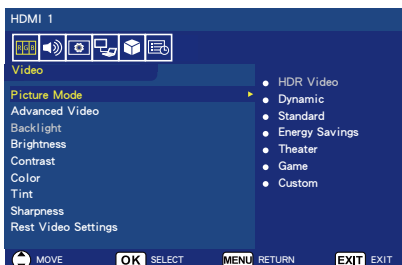 HDMI 1
RGB
Video
Picture Mode
Advanced Video
Backlight
Brightness
Contrast
Color
Tint
Sharpness
Rest Video Settings
HDR Video
Dynamic
Standard
Energy Savings
Theater
Game
Custom
MOVE OK SELECT MENU RETURN EXIT EXIT